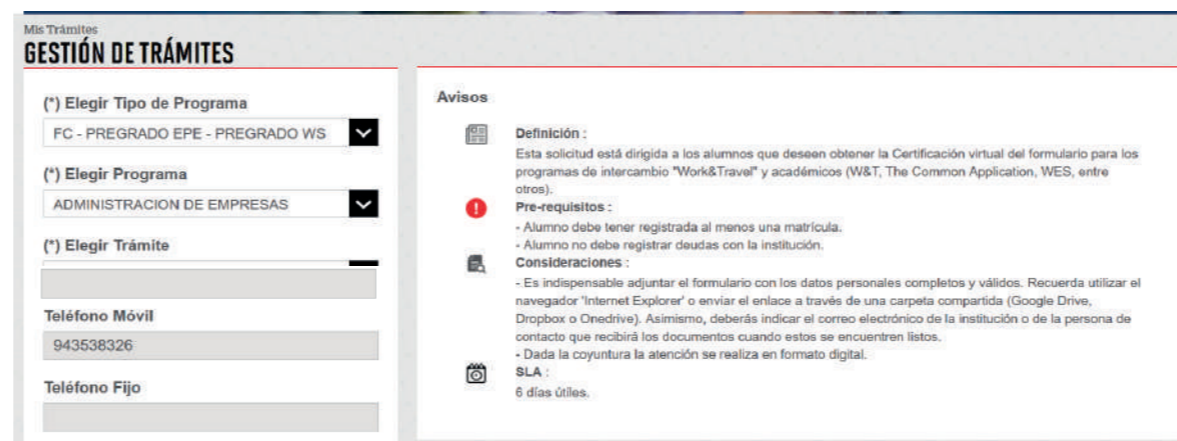 Mis Trámites
GESTIÓN DE TRÁMITES
(*) Elegir Tipo de Programa
FC - PREGRADO EPE - PREGRADO WS
(*) Elegir Programa
ADMINISTRACION DE EMPRESAS
(*) Elegir Trámite
Teléfono Móvil
943538326
Teléfono Fijo
Avisos
Definición :
Esta solicitud está dirigida a los alumnos que deseen obtener la Certificación virtual del formulario para los
programas de intercambio "Work&Travel" y académicos (W&T, The Common Application, WES, entre
otros).
Pre-requisitos :
- Alumno debe tener registrada al menos una matrícula.
- Alumno no debe registrar deudas con la institución.
Consideraciones :
- Es indispensable adjuntar el formulario con los datos personales completos y válidos. Recuerda utilizar el
navegador 'Internet Explorer' o enviar el enlace a través de una carpeta compartida (Google Drive,
Dropbox o Onedrive). Asimismo, deberás indicar el correo electrónico de la institución o de la persona de
contacto que recibirá los documentos cuando estos se encuentren listos.
- Dada la coyuntura la atención se realiza en formato digital.
SLA :
6 días útiles.